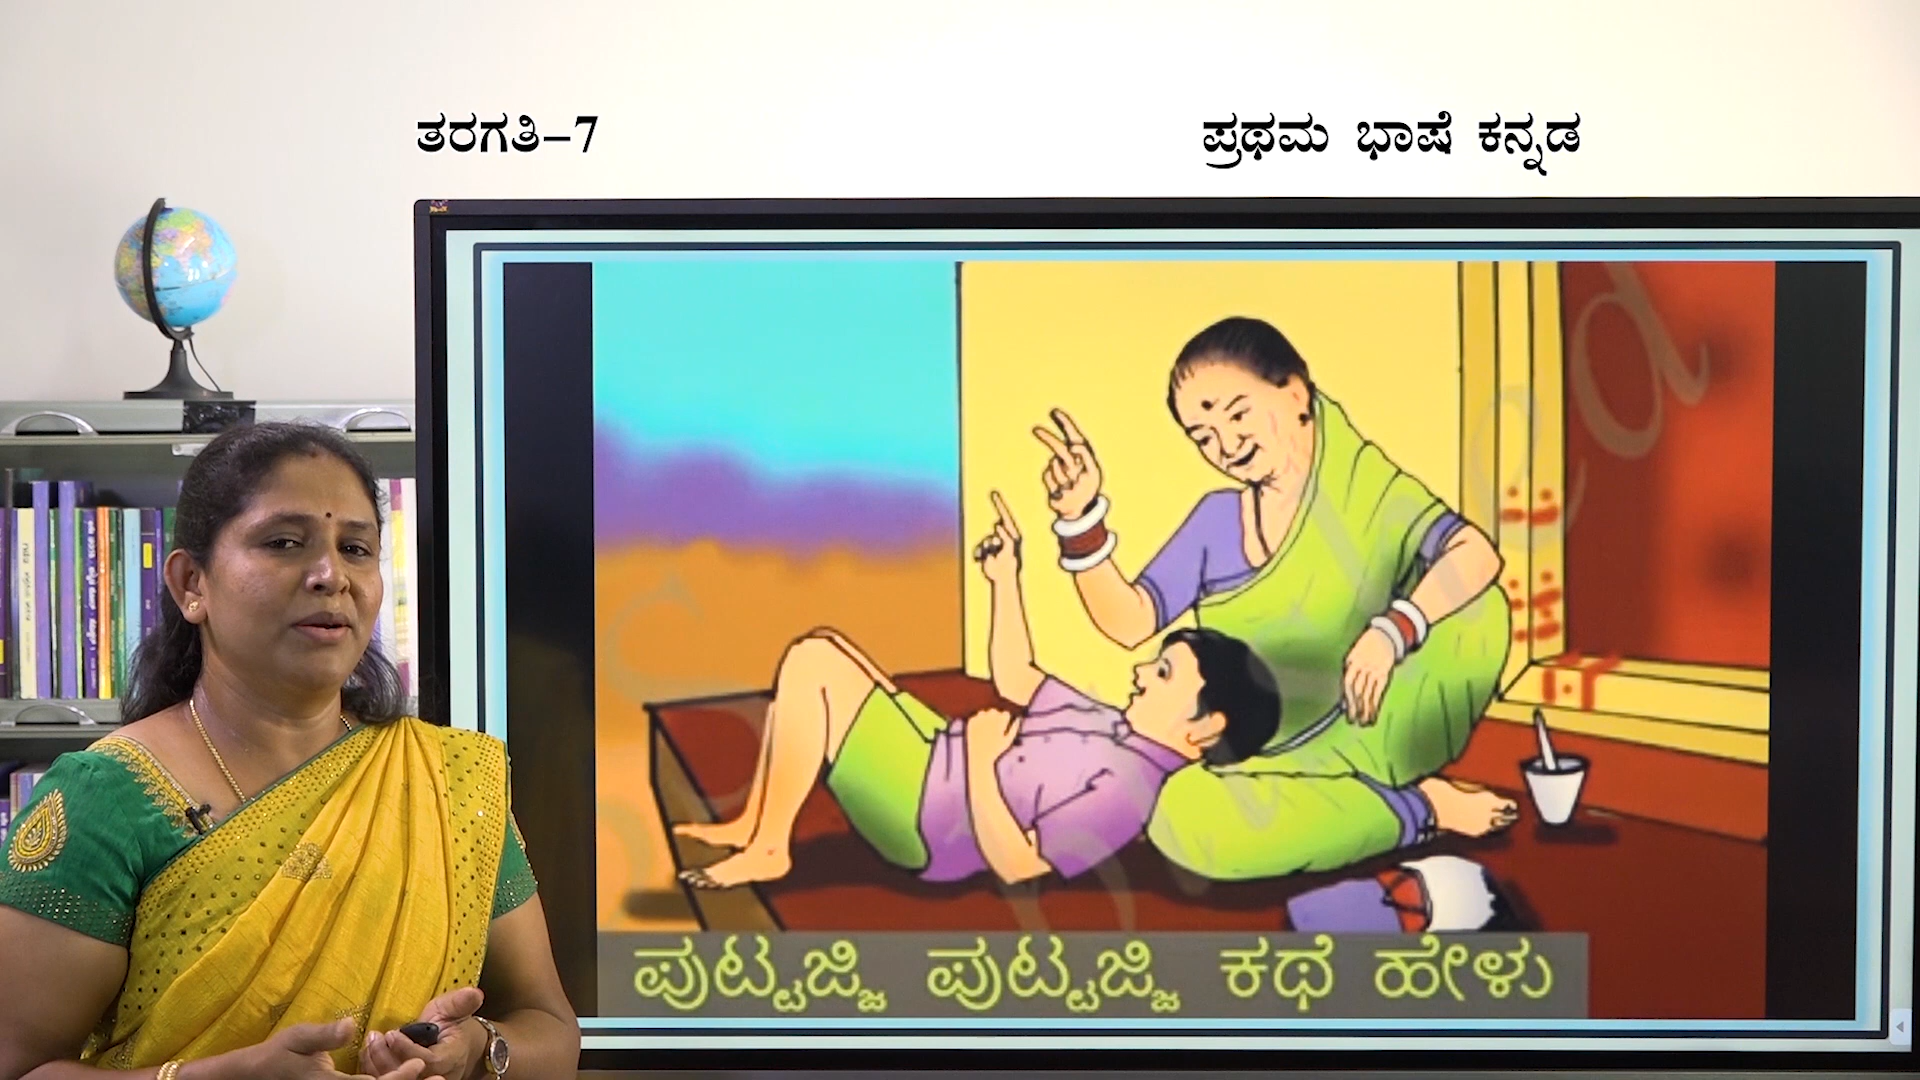 ತರಗತಿ–7
ಪ್ರಥಮ ಭಾಷೆ ಕನ್ನಡ
ಪುಟ್ಟಜ್ಜಿ ಪುಟ್ಟಜ್ಜಿ ಕಥೆ ಹೇಳು